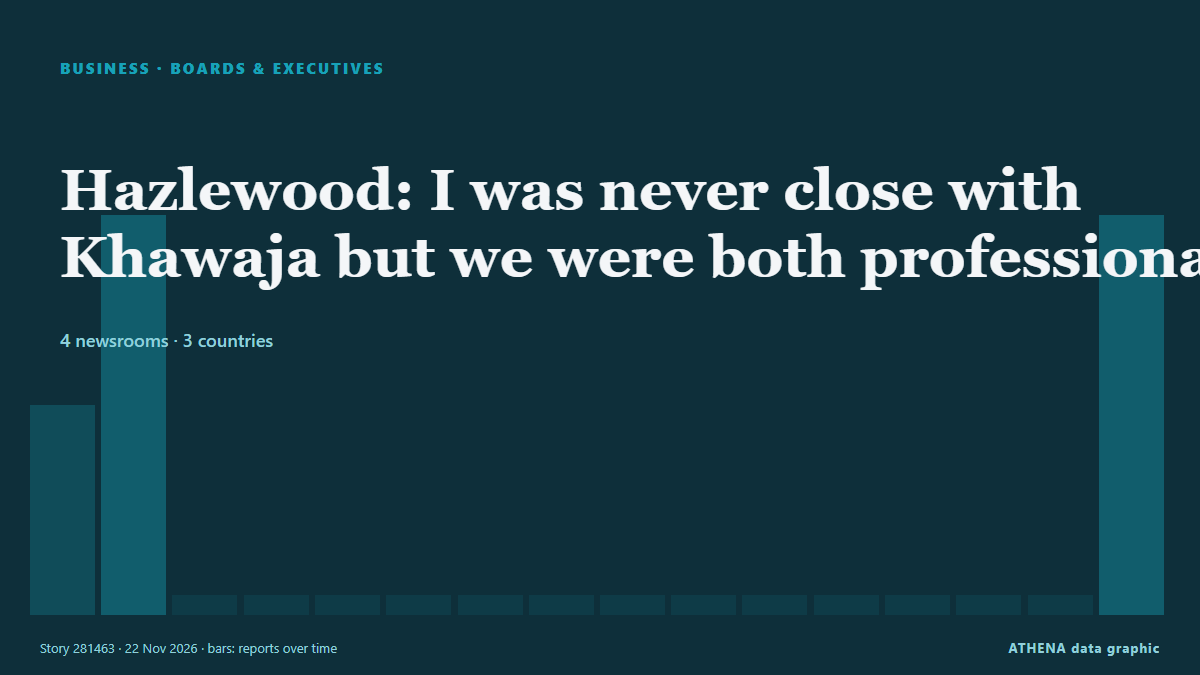 BUSINESS · BOARDS & EXECUTIVES
Hazlewood: I was never close with
Khawaja but we were both professiona
4 newsrooms · 3 countries
Story 281463 · 22 Nov 2026 · bars: reports over time
ATHENA data graphic